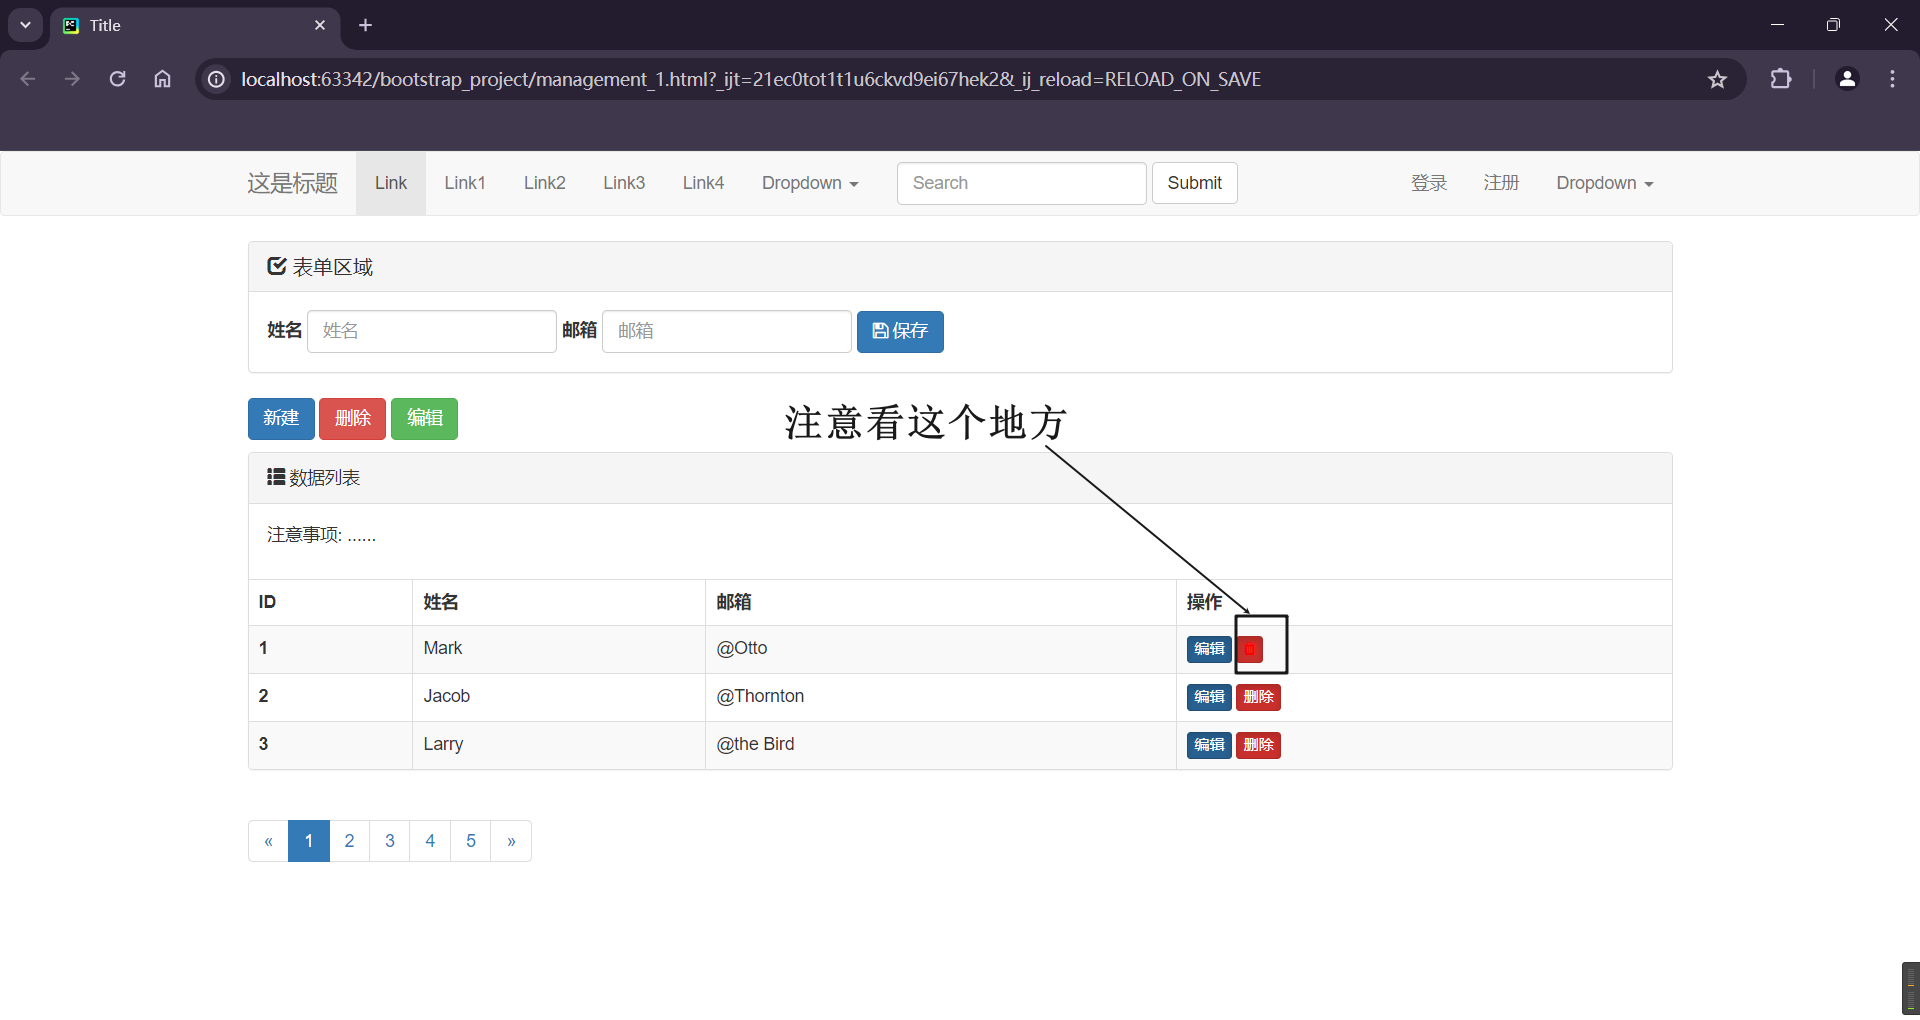 Title
localhost:63342/bootstrap_project/management_1.html?_ijt=21ec0tot1t1u6ckvd9ei67hek2&_ij_reload=RELOAD_ON_SAVE
这是标题 Link Link1 Link2 Link3 Link4 Dropdown Search Submit 登录 注册 Dropdown
表单区域
姓名 姓名 邮箱 邮箱 保存
新建 删除 编辑
注意看这个地方
数据列表
注意事项: ......
ID 姓名 邮箱 操作
1 Mark @Otto 编辑
2 Jacob @Thornton 编辑 删除
3 Larry @the Bird 编辑 删除
« 1 2 3 4 5 »